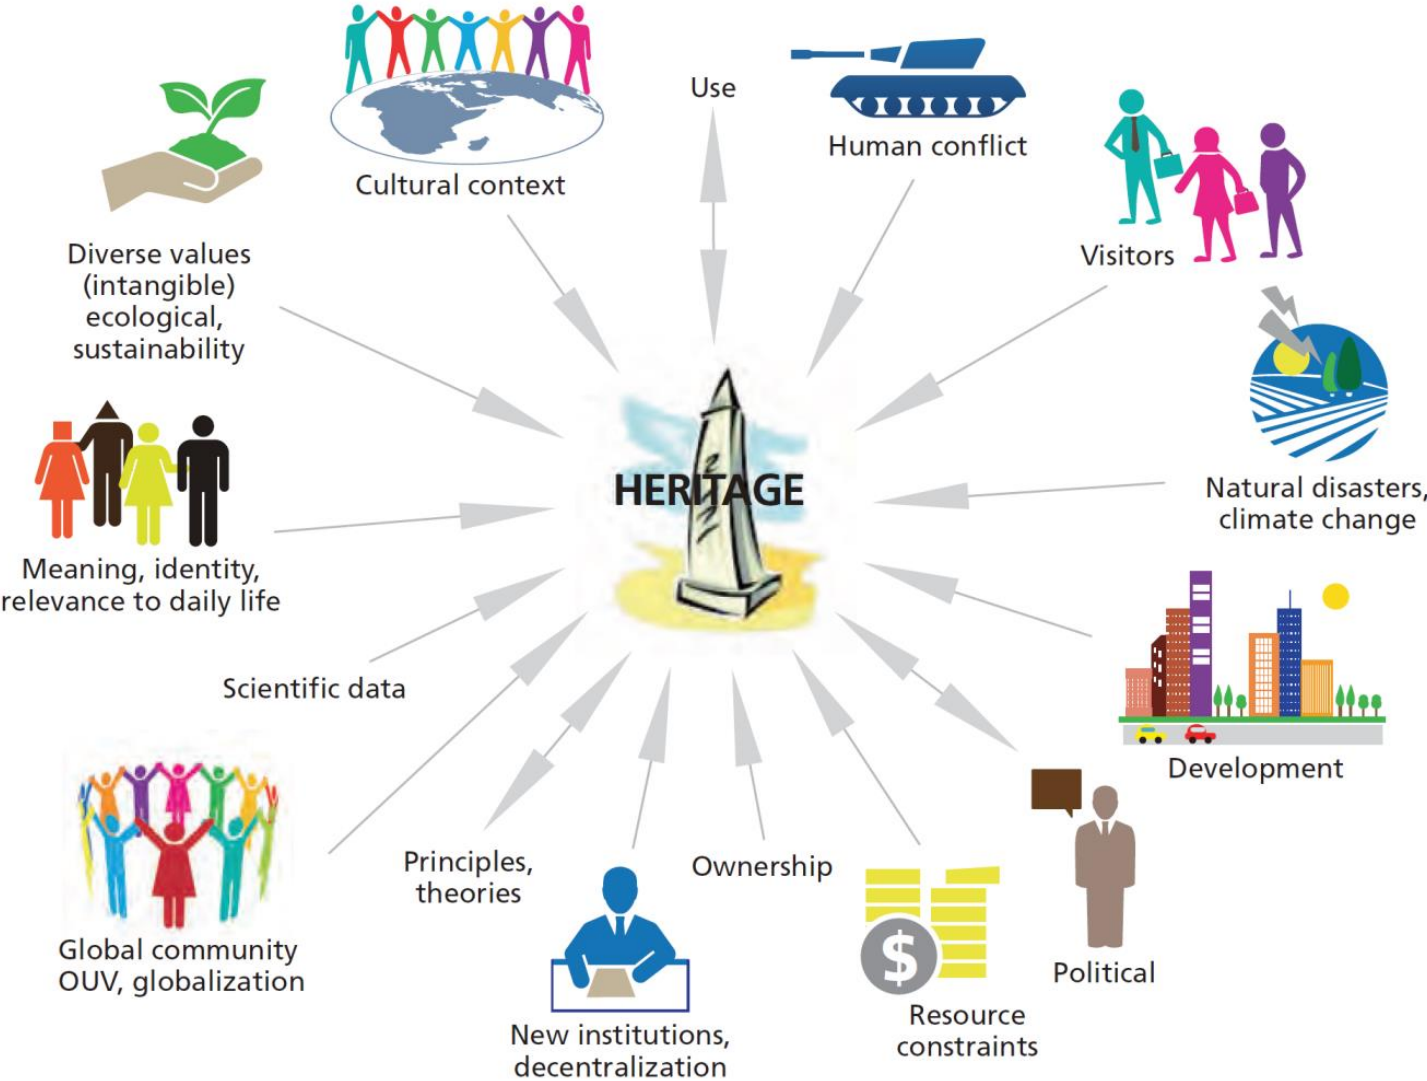 Use
Human conflict
Cultural context
Visitors
Diverse values
(intangible)
ecological,
sustainability
HERITAGE
Natural disasters,
climate change
Meaning, identity,
relevance to daily life
Scientific data
Development
Principles,
theories
Ownership
$
Political
Global community
OUV, globalization
Resource
constraints
New institutions,
decentralization